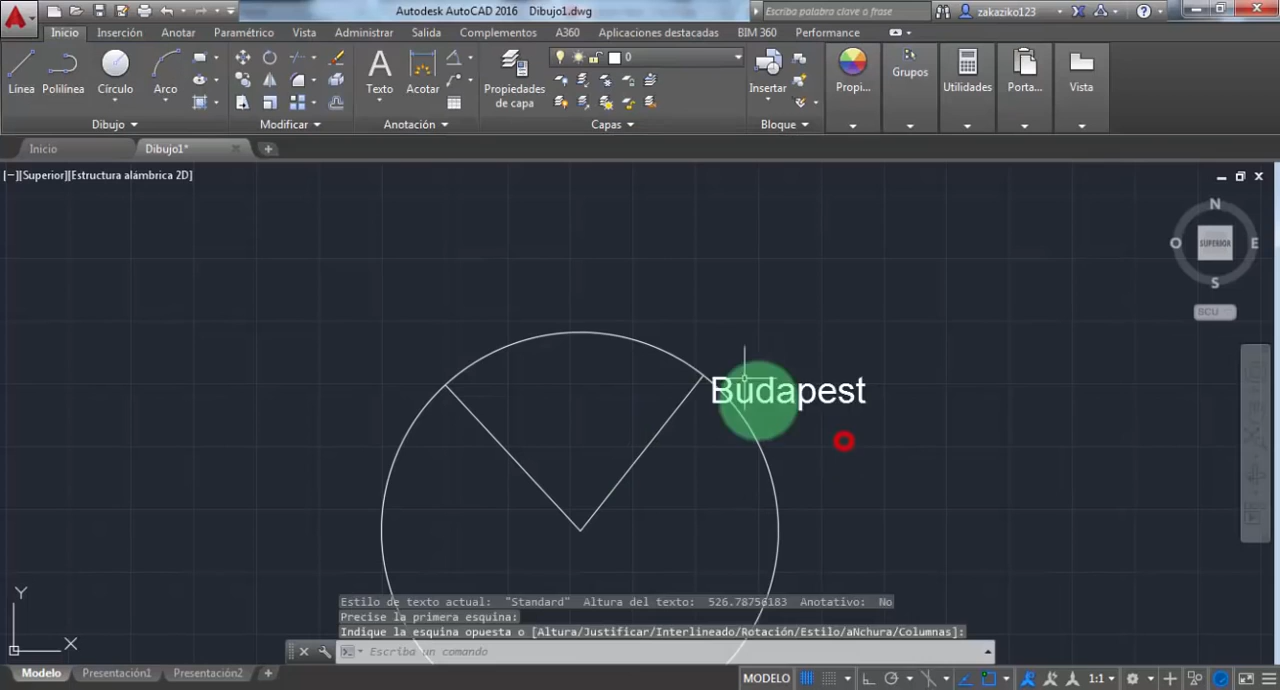 Autodesk AutoCAD 2016 Dibujo1.dwg
Escriba palabra clave o frase
zakaziko123
Inicio Inserción Anotar Paramétrico Vista Administrar Salida Complementos A360 Aplicaciones destacadas BIM 360 Performance
0
Línea Polilínea Círculo Arco Texto Acotar Propiedades de capa Insertar Propi... Grupos Utilidades Porta... Vista
Dibujo Modificar Anotación Capas Bloque
Inicio Dibujo1*
[−][Superior][Estructura alámbrica 2D]
N
O SUPERIOR E
S
SCU
Budapest
Y
X
Estilo de texto actual: "Standard" Altura del texto: 526.78756183 Anotativo: No
Precise la primera esquina:
Indique la esquina opuesta o [Altura/Justificar/Interlineado/Rotación/Estilo/aNchura/Columnas]:
Escriba un comando
Modelo Presentación1 Presentación2
MODELO 1:1